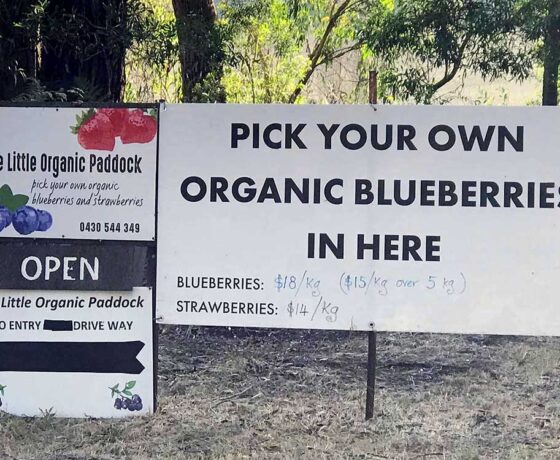 e Little Organic Paddock
pick your own organic
blueberries and strawberries
0430 544 349
OPEN
Little Organic Paddock
O ENTRY DRIVE WAY
PICK YOUR OWN
ORGANIC BLUEBERRIES
IN HERE
BLUEBERRIES: $18/kg ($15/kg over 5 kg)
STRAWBERRIES: $14/kg